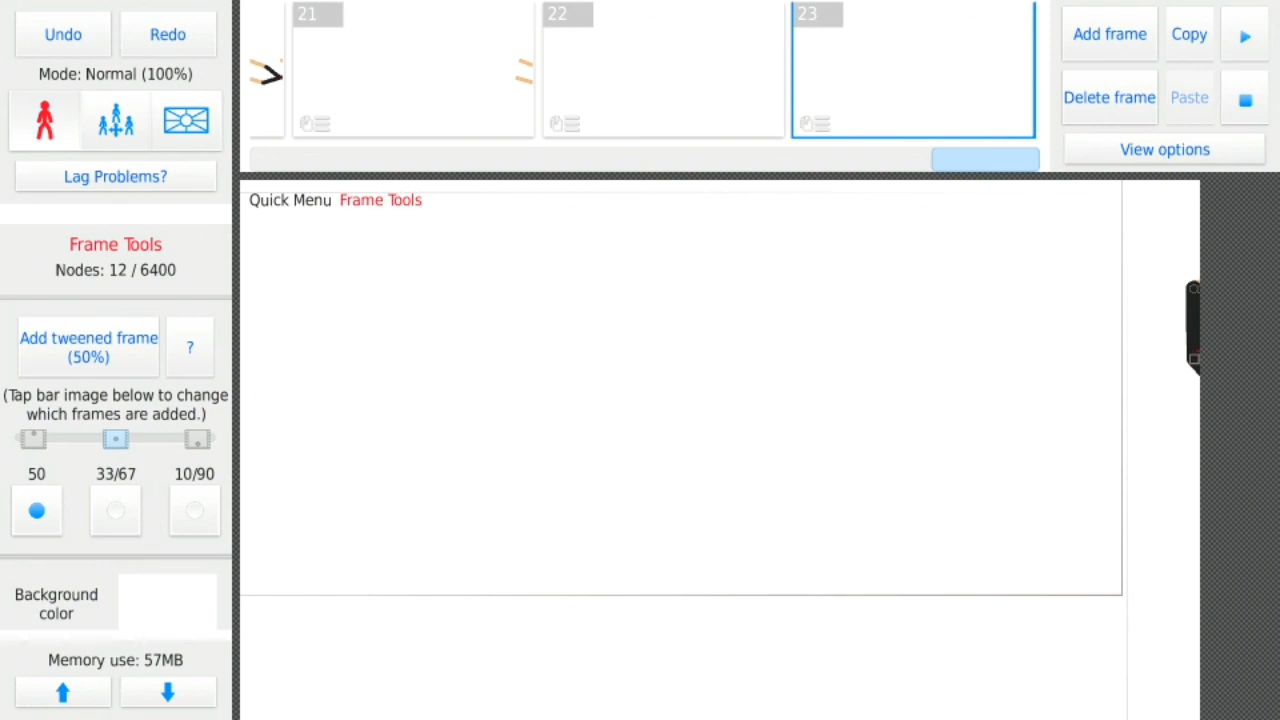 Undo
Redo
Mode: Normal (100%)
Lag Problems?
Frame Tools
Nodes: 12 / 6400
Add tweened frame
(50%)
?
(Tap bar image below to change
which frames are added.)
50
33/67
10/90
Background
color
Memory use: 57MB
21
22
23
Add frame
Copy
Delete frame
Paste
View options
Quick Menu Frame Tools